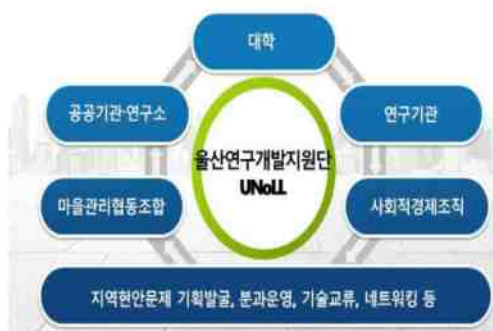 대학
공공기관·연구소
연구기관
울산연구개발지원단
UNoLL
마을관리협동조합
사회적경제조직
지역현안문제 기획발굴, 분과운영, 기술교류, 네트워킹 등